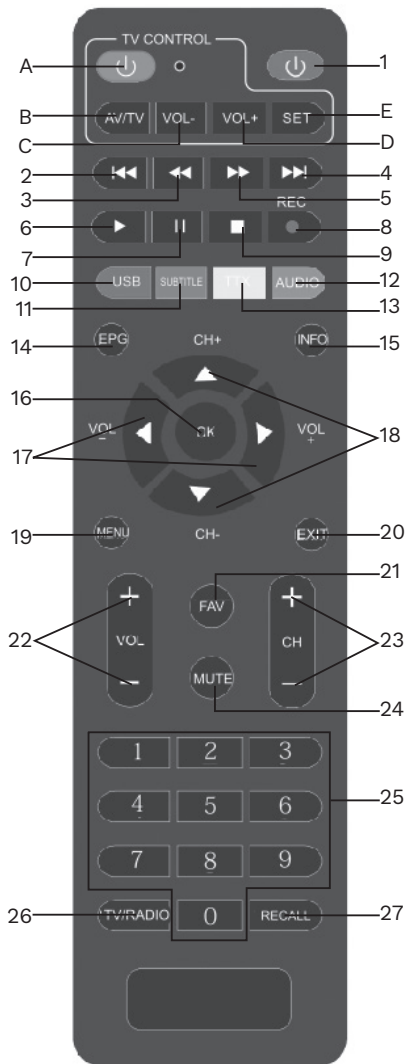 TV CONTROL
A 1
B AV/TV VOL- VOL+ SET E
C D
2 4
3 5
REC
6 8
7 9
10 USB SUBTITLE TTX AUDIO 12
11 13
14 EPG CH+ INFO 15
16
VOL - OK VOL + 18
17
19 MENU CH- EXIT 20
21
+ FAV +
22 VOL CH 23
- MUTE -
24
1 2 3
4 5 6 25
7 8 9
26 TV/RADIO 0 RECALL 27